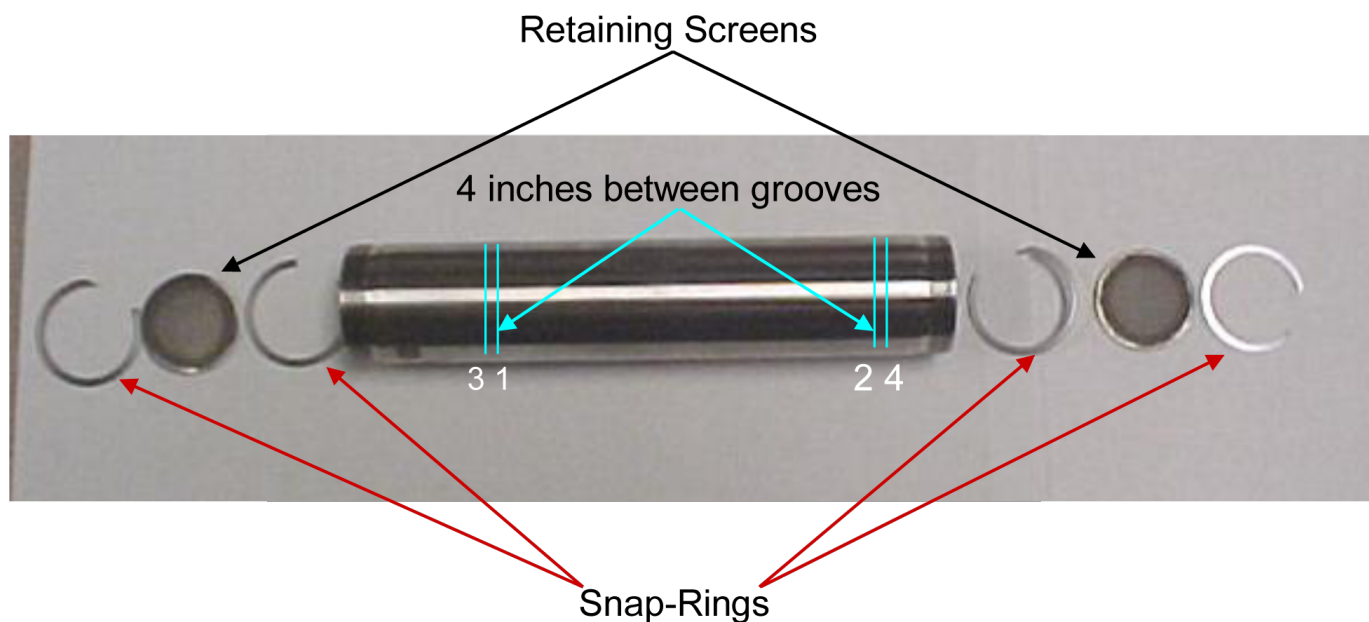 Retaining Screens
4 inches between grooves
3 1
2 4
Snap-Rings